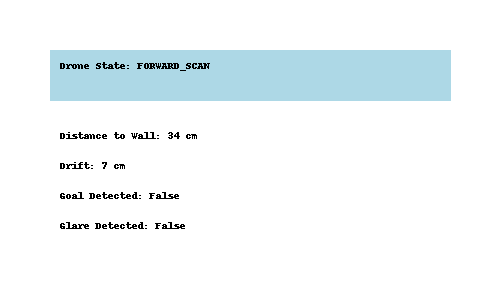 Drone State: FORWARD_SCAN
Distance to Wall: 34 cm
Drift: 7 cm
Goal Detected: False
Glare Detected: False